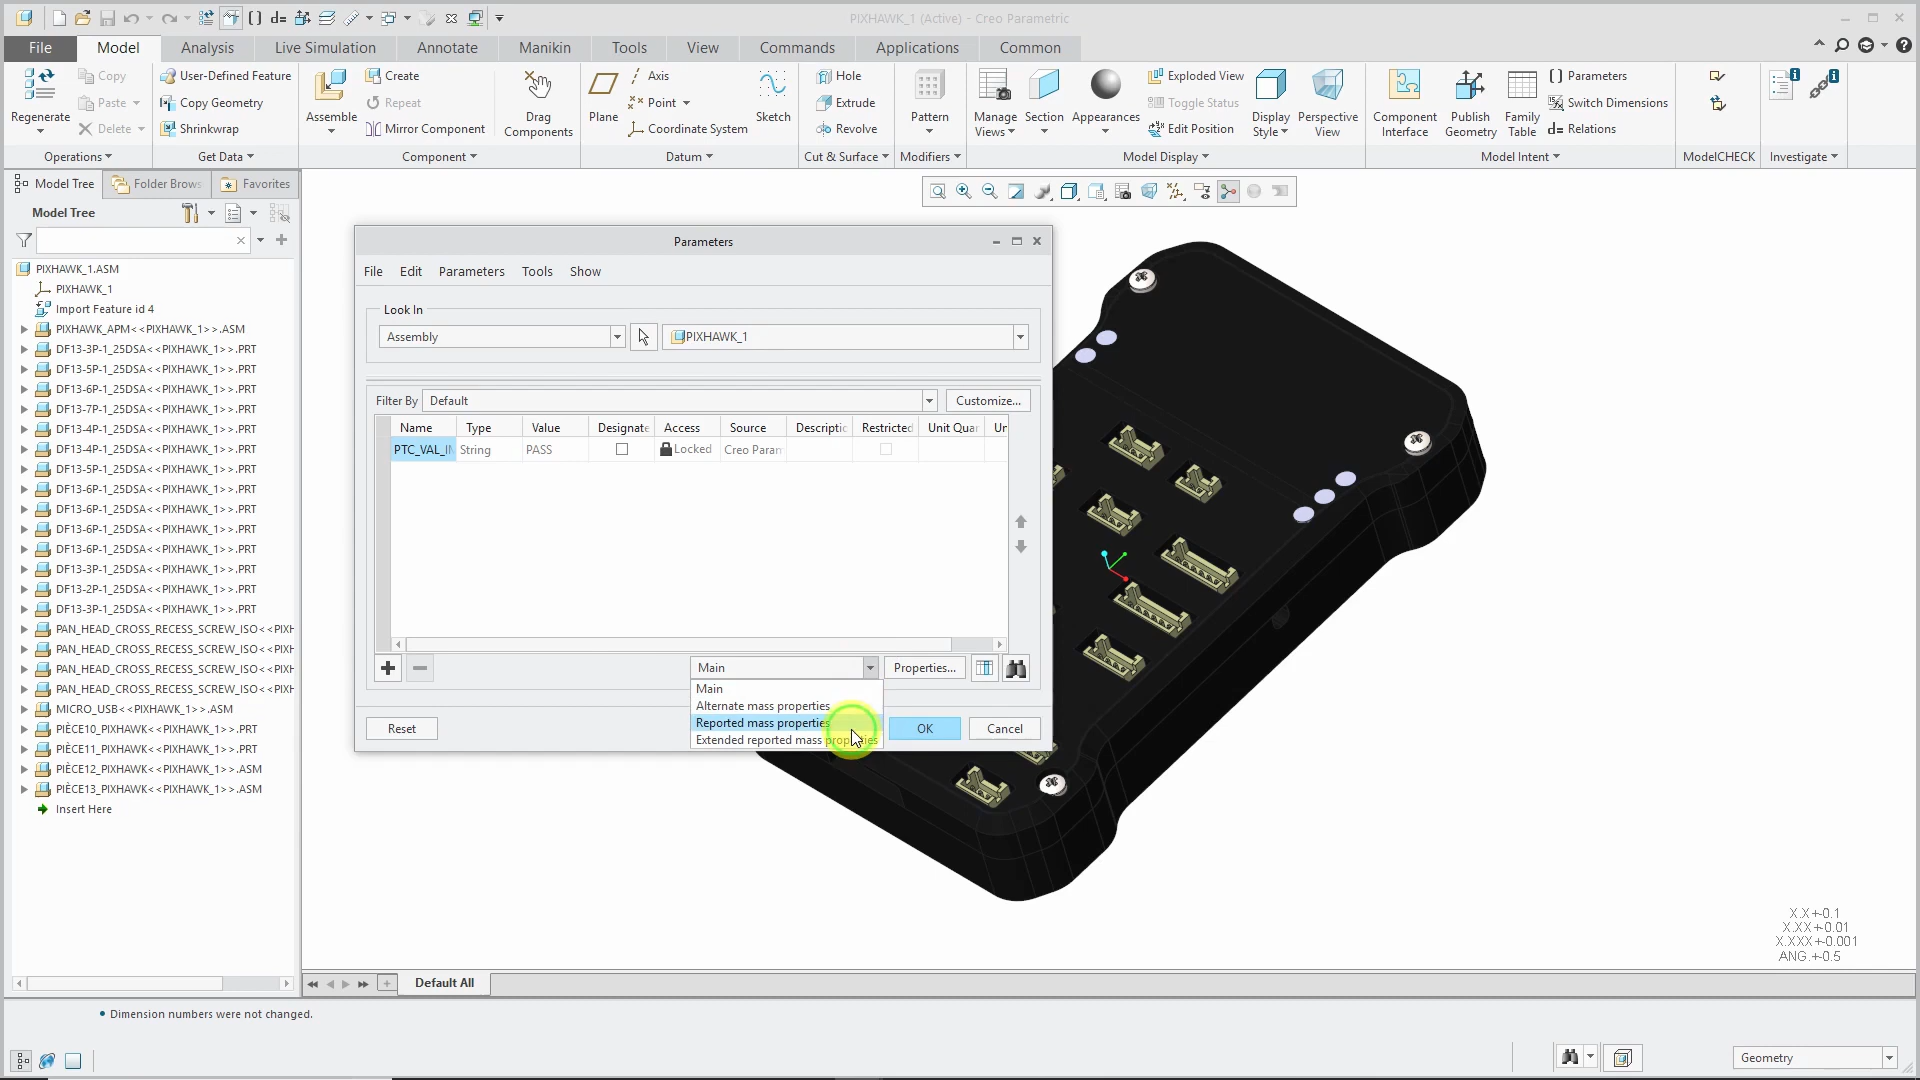 PIXHAWK_1 (Active) - Creo Parametric
File Model Analysis Live Simulation Annotate Manikin Tools View Commands Applications Common
Regenerate
Copy
Paste
Delete
Operations
User-Defined Feature
Copy Geometry
Shrinkwrap
Get Data
Assemble
Create
Repeat
Mirror Component
Drag Components
Component
Plane
Axis
Point
Coordinate System
Sketch
Datum
Hole
Extrude
Revolve
Cut & Surface
Pattern
Modifiers
Manage Views
Section
Appearances
Exploded View
Toggle Status
Edit Position
Display Style
Perspective View
Model Display
Component Interface
Publish Geometry
Family Table
Parameters
Switch Dimensions
d= Relations
Model Intent
ModelCHECK
Investigate
Model Tree Folder Brows Favorites
Model Tree
PIXHAWK_1.ASM
PIXHAWK_1
Import Feature id 4
PIXHAWK_APM<<PIXHAWK_1>>.ASM
DF13-3P-1_25DSA<<PIXHAWK_1>>.PRT
DF13-5P-1_25DSA<<PIXHAWK_1>>.PRT
DF13-6P-1_25DSA<<PIXHAWK_1>>.PRT
DF13-7P-1_25DSA<<PIXHAWK_1>>.PRT
DF13-4P-1_25DSA<<PIXHAWK_1>>.PRT
DF13-4P-1_25DSA<<PIXHAWK_1>>.PRT
DF13-5P-1_25DSA<<PIXHAWK_1>>.PRT
DF13-6P-1_25DSA<<PIXHAWK_1>>.PRT
DF13-6P-1_25DSA<<PIXHAWK_1>>.PRT
DF13-6P-1_25DSA<<PIXHAWK_1>>.PRT
DF13-6P-1_25DSA<<PIXHAWK_1>>.PRT
DF13-3P-1_25DSA<<PIXHAWK_1>>.PRT
DF13-2P-1_25DSA<<PIXHAWK_1>>.PRT
DF13-3P-1_25DSA<<PIXHAWK_1>>.PRT
PAN_HEAD_CROSS_RECESS_SCREW_ISO<<PIXH
PAN_HEAD_CROSS_RECESS_SCREW_ISO<<PIXH
PAN_HEAD_CROSS_RECESS_SCREW_ISO<<PIXH
PAN_HEAD_CROSS_RECESS_SCREW_ISO<<PIXH
MICRO_USB<<PIXHAWK_1>>.ASM
PIÈCE10_PIXHAWK<<PIXHAWK_1>>.PRT
PIÈCE11_PIXHAWK<<PIXHAWK_1>>.PRT
PIÈCE12_PIXHAWK<<PIXHAWK_1>>.ASM
PIÈCE13_PIXHAWK<<PIXHAWK_1>>.ASM
Insert Here
Parameters
File Edit Parameters Tools Show
Look In
Assembly PIXHAWK_1
Filter By Default Customize...
Name Type Value Designate Access Source Descriptic Restricted Unit Quar Un
PTC_VAL_IN String PASS Locked Creo Param
Main Properties...
Main
Alternate mass properties
Reported mass properties
Extended reported mass properties
Reset OK Cancel
X.X+-0.1
X.XX+-0.01
X.XXX+-0.001
ANG.+-0.5
Default All
Dimension numbers were not changed.
Geometry